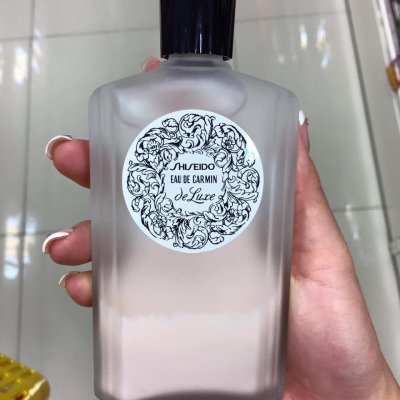 SHISEIDO
EAU DE CARMIN
de Luxe